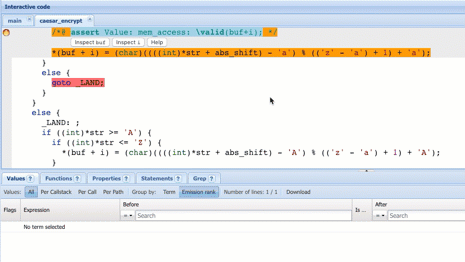 Interactive code
main
caesar_encrypt
/*@ assert Value: mem_access: \valid(buf+i); */
Inspect buf
Inspect i
Help
*(buf + i) = (char)((((int)*str + abs_shift) - 'a') % (('z' - 'a') + 1) + 'a');
}
else {
goto _LAND;
}
}
else {
_LAND: ;
if ((int)*str >= 'A') {
if ((int)*str <= 'Z') {
*(buf + i) = (char)((((int)*str + abs_shift) - 'A') % (('z' - 'a') + 1) + 'A');
}
Values ?
Functions ?
Properties ?
Statements ?
Grep ?
Values: All Per Callstack Per Call Per Path Group by: Term Emission rank Number of lines: 1 / 1 Download
Flags
Expression
Before
Search
Is ...
After
Search
No term selected